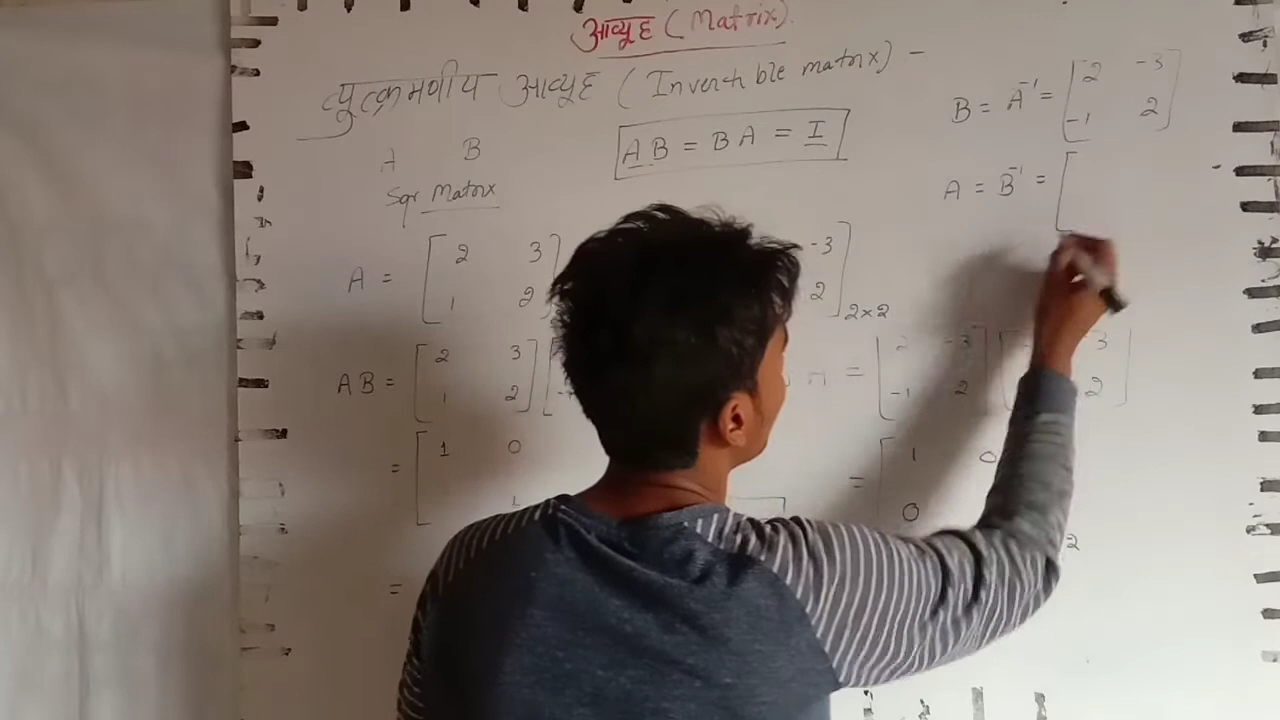 आव्यूह (Matrix).
व्युत्क्रमणीय आव्यूह (Invertible matrix) -
A B
Sqr Matrix
AB = BA = I
B = A⁻¹ = [2 -3
-1 2]
A = B⁻¹ = [
A = [2 3
1 2]
-3
2] 2×2
AB = [2 3
1 2] [
= [1 0
1
=
= [2 -3
-1 2] [ 3
2]
= [1 0
0
2